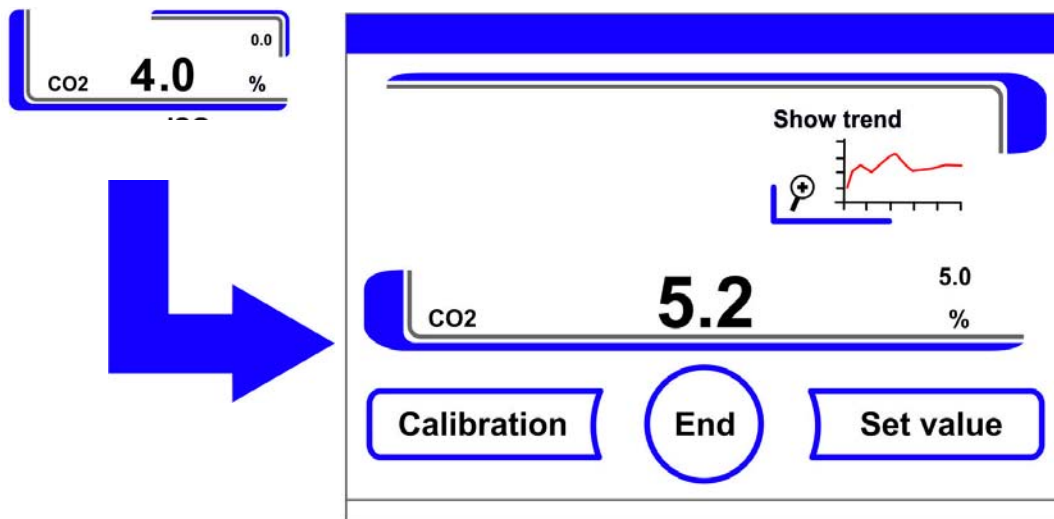 0.0
CO2 4.0 %
Show trend
5.0
CO2 5.2 %
Calibration End Set value